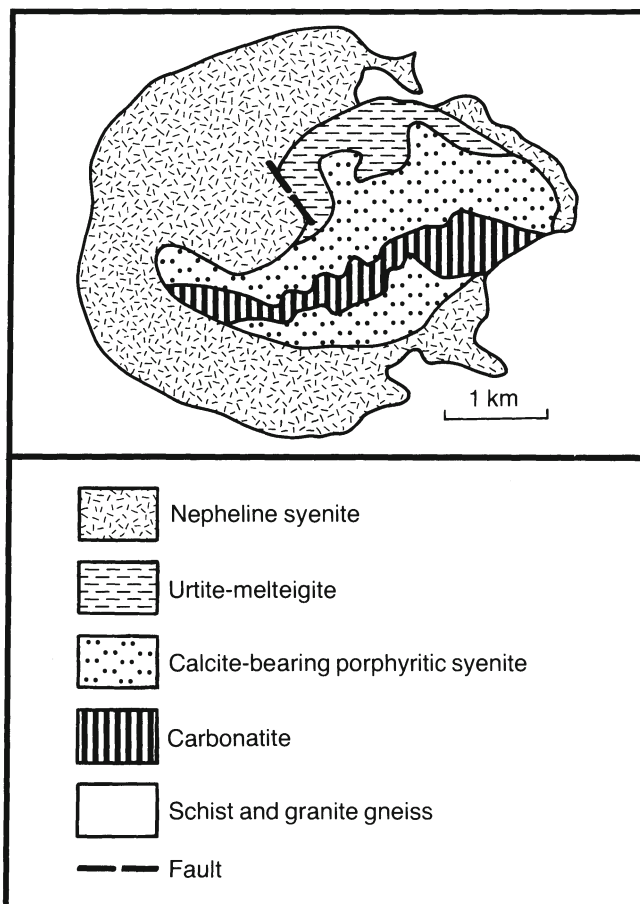 1 km
Nepheline syenite
Urtite-melteigite
Calcite-bearing porphyritic syenite
Carbonatite
Schist and granite gneiss
Fault